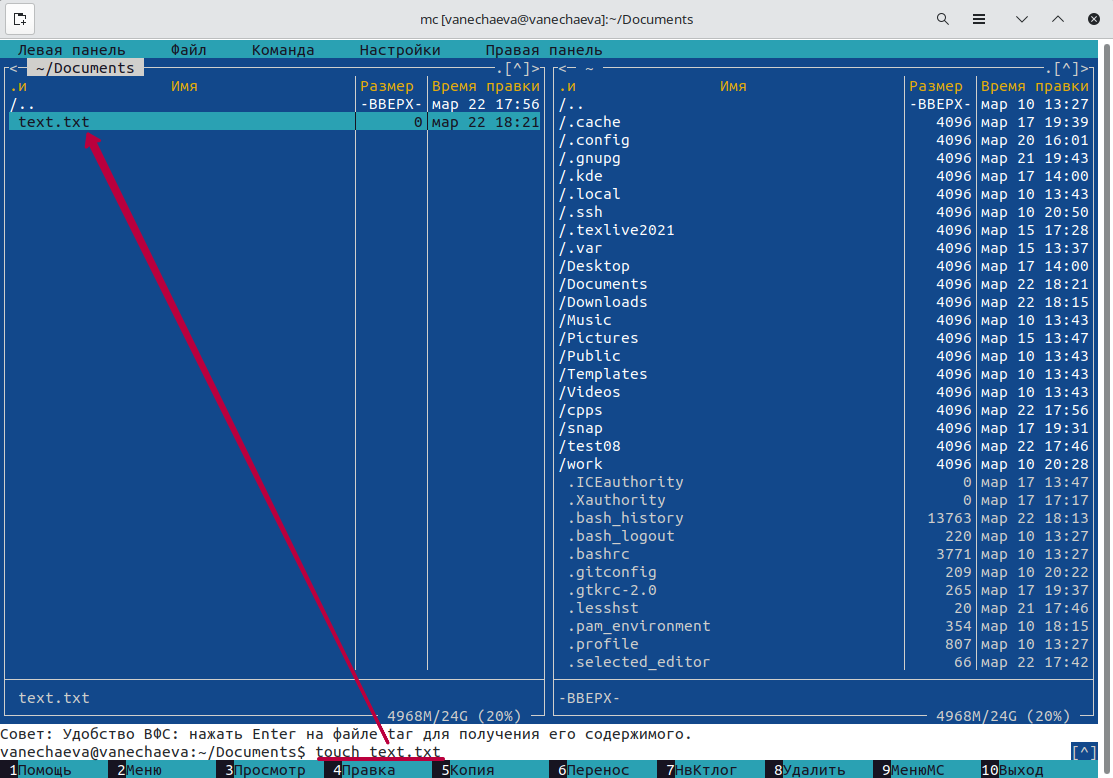 mc [vanechaeva@vanechaeva]:~/Documents
Левая панель Файл Команда Настройки Правая панель
<- ~/Documents .[^]> <- ~ .[^]>
.и Имя Размер Время правки .и Имя Размер Время правки
/.. -ВВЕРХ- мар 22 17:56 /.. -ВВЕРХ- мар 10 13:27
text.txt 0 мар 22 18:21 /.cache 4096 мар 17 19:39
/.config 4096 мар 20 16:01
/.gnupg 4096 мар 21 19:43
/.kde 4096 мар 17 14:00
/.local 4096 мар 10 13:43
/.ssh 4096 мар 10 20:50
/.texlive2021 4096 мар 15 17:28
/.var 4096 мар 15 13:37
/Desktop 4096 мар 17 14:00
/Documents 4096 мар 22 18:21
/Downloads 4096 мар 22 18:15
/Music 4096 мар 10 13:43
/Pictures 4096 мар 15 13:47
/Public 4096 мар 10 13:43
/Templates 4096 мар 10 13:43
/Videos 4096 мар 10 13:43
/cpps 4096 мар 22 17:56
/snap 4096 мар 17 19:31
/test08 4096 мар 22 17:46
/work 4096 мар 10 20:28
.ICEauthority 0 мар 17 13:47
.Xauthority 0 мар 17 17:17
.bash_history 13763 мар 22 18:13
.bash_logout 220 мар 10 13:27
.bashrc 3771 мар 10 13:27
.gitconfig 209 мар 10 20:22
.gtkrc-2.0 265 мар 17 19:37
.lesshst 20 мар 21 17:46
.pam_environment 354 мар 10 18:15
.profile 807 мар 10 13:27
.selected_editor 66 мар 22 17:42
text.txt -ВВЕРХ-
4968M/24G (20%) 4968M/24G (20%)
Совет: Удобство ВФС: нажать Enter на файле tar для получения его содержимого.
vanechaeva@vanechaeva:~/Documents$ touch text.txt [^]
1Помощь 2Меню 3Просмотр 4Правка 5Копия 6Перенос 7НвКтлог 8Удалить 9МенюМС 10Выход